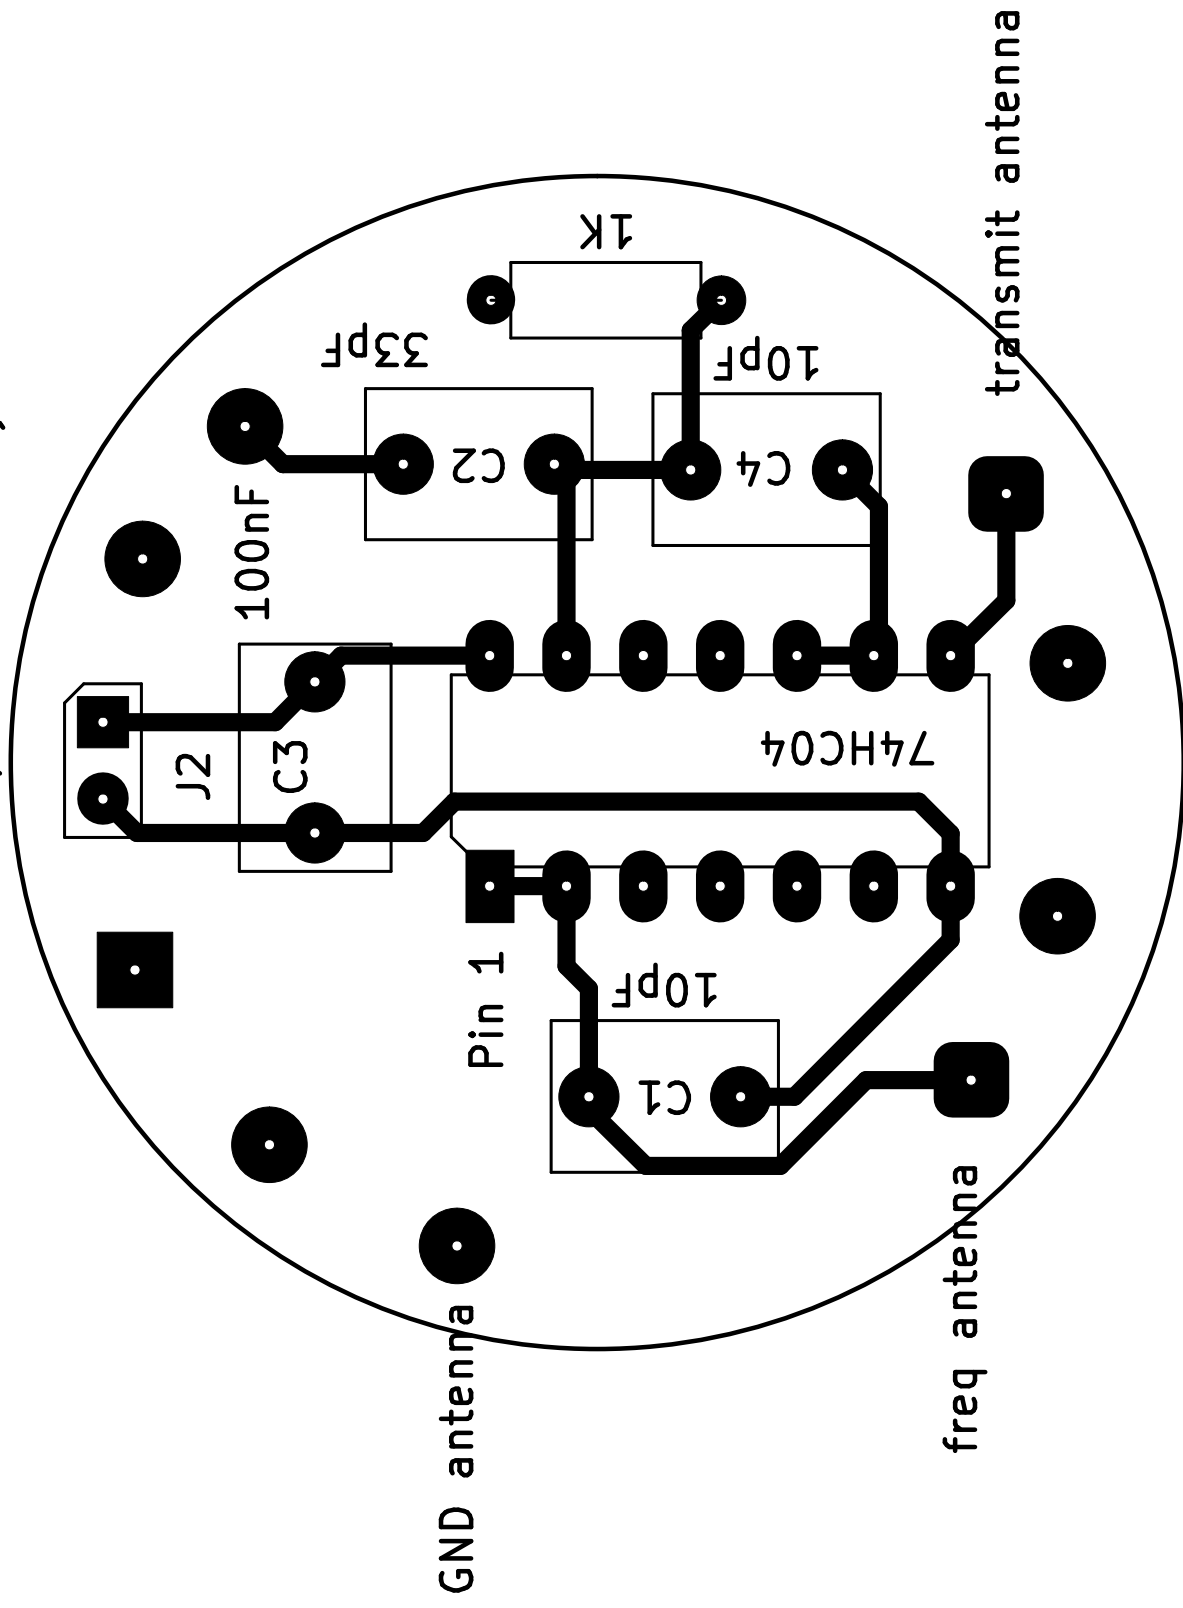 transmit antenna
1K
33pF
10pF
C2
C4
100nF
74HC04
J2
C3
Pin 1
10pF
C1
freq antenna
GND antenna